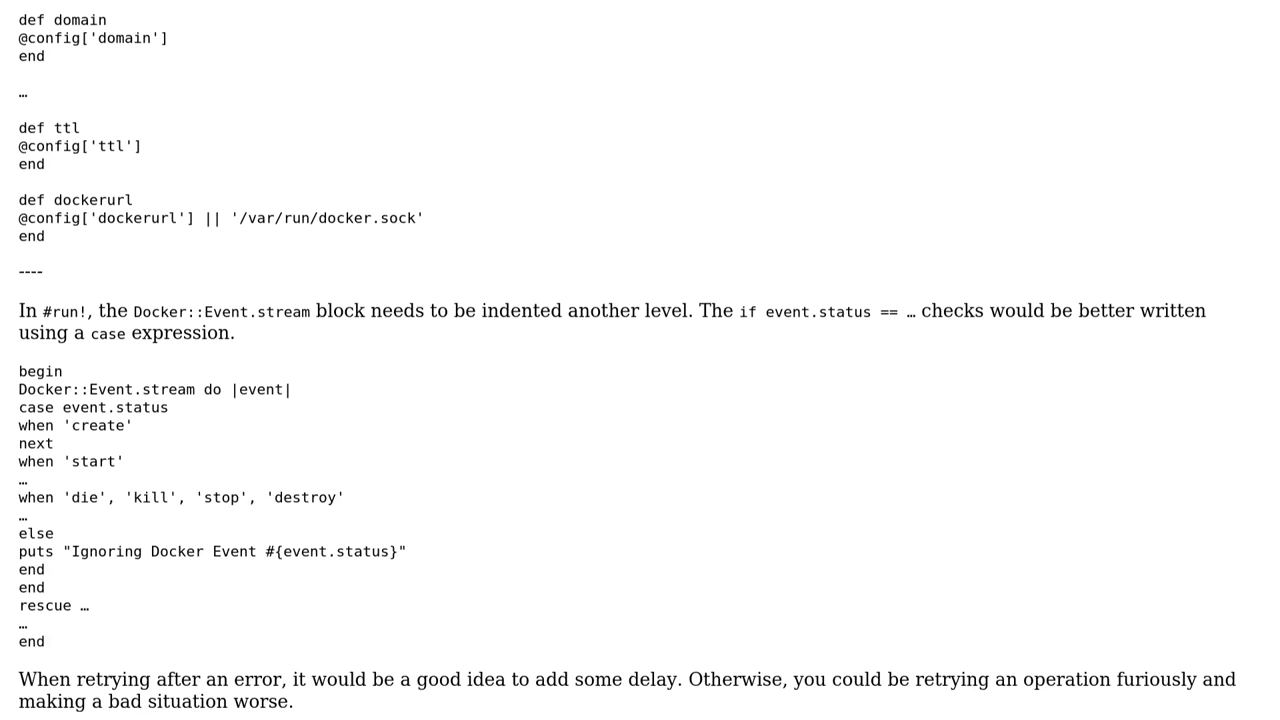 def domain
@config['domain']
end
…
def ttl
@config['ttl']
end
def dockerurl
@config['dockerurl'] || '/var/run/docker.sock'
end
----
In #run!, the Docker::Event.stream block needs to be indented another level. The if event.status == … checks would be better written
using a case expression.
begin
Docker::Event.stream do |event|
case event.status
when 'create'
next
when 'start'
…
when 'die', 'kill', 'stop', 'destroy'
…
else
puts "Ignoring Docker Event #{event.status}"
end
end
rescue …
…
end
When retrying after an error, it would be a good idea to add some delay. Otherwise, you could be retrying an operation furiously and
making a bad situation worse.